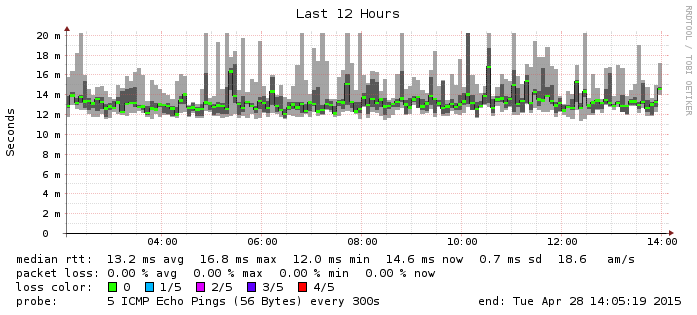 Last 12 Hours
RRDTOOL / TOBI OETIKER
Seconds
20 m
18 m
16 m
14 m
12 m
10 m
8 m
6 m
4 m
2 m
0
04:00 06:00 08:00 10:00 12:00 14:00
median rtt: 13.2 ms avg 16.8 ms max 12.0 ms min 14.6 ms now 0.7 ms sd 18.6 am/s
packet loss: 0.00 % avg 0.00 % max 0.00 % min 0.00 % now
loss color: 0 1/5 2/5 3/5 4/5
probe: 5 ICMP Echo Pings (56 Bytes) every 300s end: Tue Apr 28 14:05:19 2015